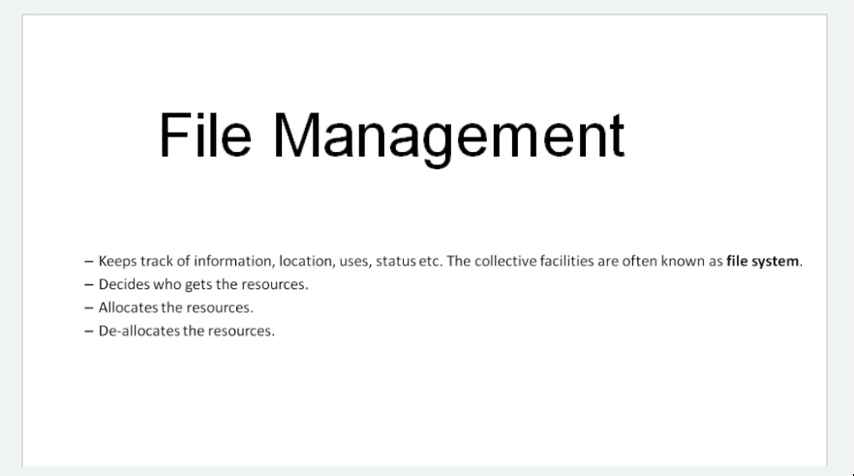 File Management
– Keeps track of information, location, uses, status etc. The collective facilities are often known as file system.
– Decides who gets the resources.
– Allocates the resources.
– De-allocates the resources.